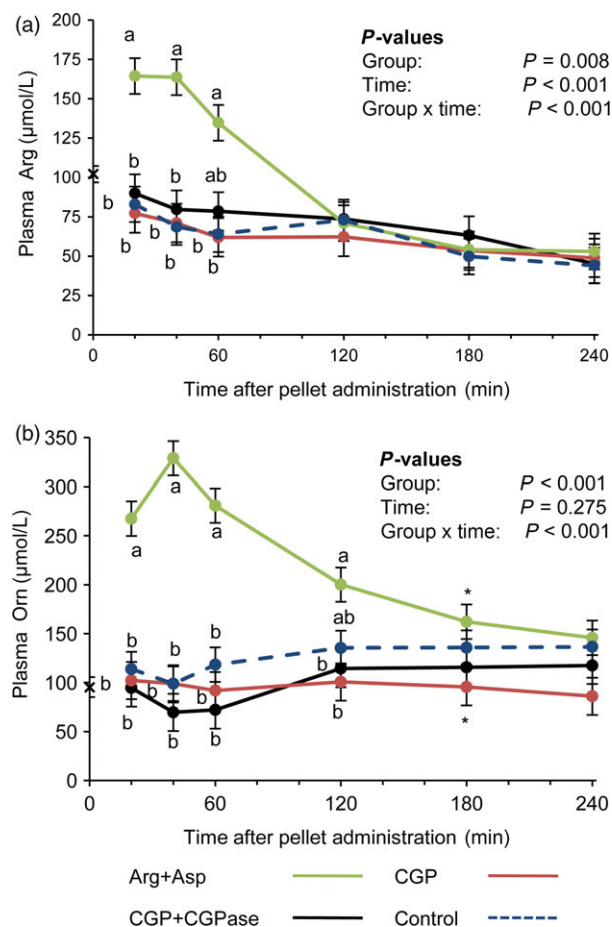 (a)
200
175
150
125
100
75
50
25
0
Plasma Arg (µmol/L)
a
a
a
b
b
ab
b
b
b
b
b
b
P-values
Group: P = 0.008
Time: P < 0.001
Group x time: P < 0.001
0 60 120 180 240
Time after pellet administration (min)
(b)
350
300
250
200
150
100
50
0
Plasma Orn (µmol/L)
a
a
a
a
*
b
b
b
ab
b
b
b
b
b
b
b
b
*
P-values
Group: P < 0.001
Time: P = 0.275
Group x time: P < 0.001
0 60 120 180 240
Time after pellet administration (min)
Arg+Asp CGP
CGP+CGPase Control